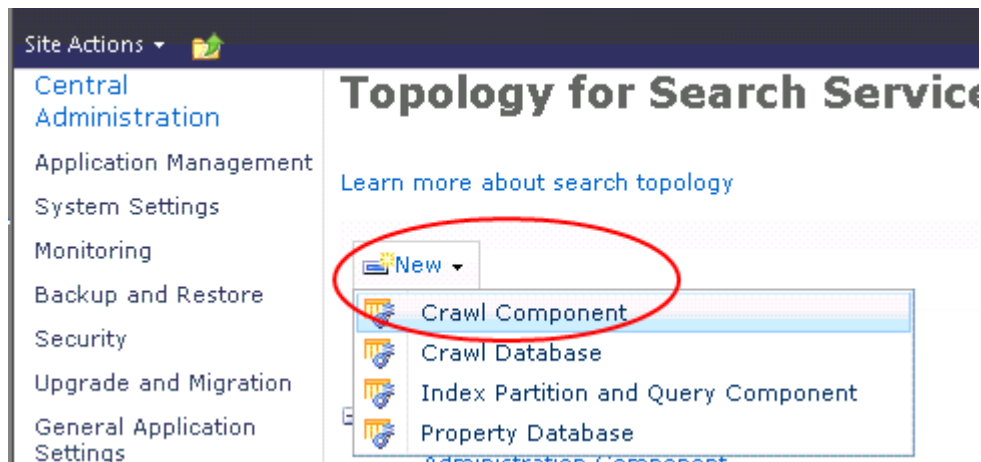 Site Actions
Central
Administration
Application Management
System Settings
Monitoring
Backup and Restore
Security
Upgrade and Migration
General Application
Settings
Topology for Search Service
Learn more about search topology
New
Crawl Component
Crawl Database
Index Partition and Query Component
Property Database
Administration Component